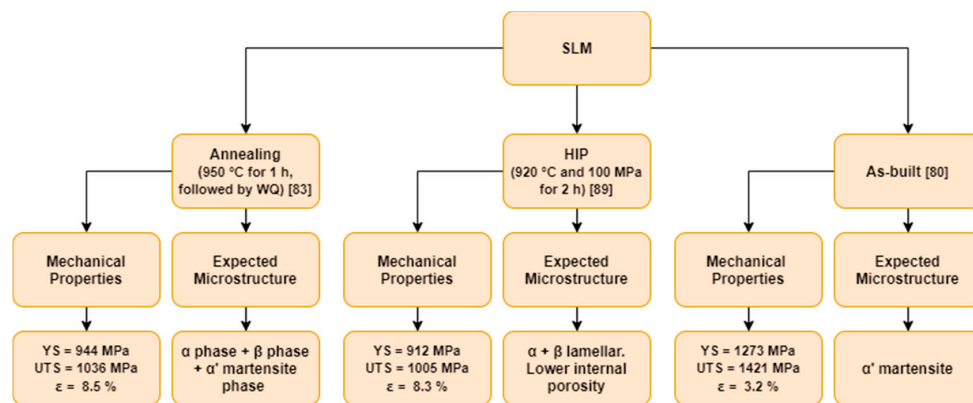 SLM
Annealing
(950 °C for 1 h,
followed by WQ) [83]
HIP
(920 °C and 100 MPa
for 2 h) [89]
As-built [80]
Mechanical
Properties
Expected
Microstructure
Mechanical
Properties
Expected
Microstructure
Mechanical
Properties
Expected
Microstructure
YS = 944 MPa
UTS = 1036 MPa
ε = 8.5 %
α phase + β phase
+ α' martensite
phase
YS = 912 MPa
UTS = 1005 MPa
ε = 8.3 %
α + β lamellar.
Lower internal
porosity
YS = 1273 MPa
UTS = 1421 MPa
ε = 3.2 %
α' martensite